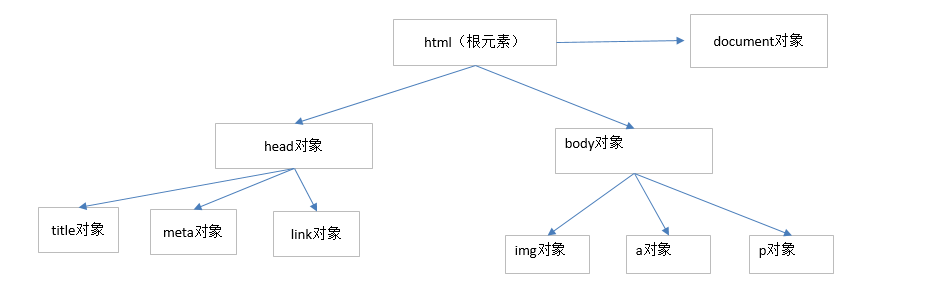 html（根元素）
document对象
head对象
body对象
title对象
meta对象
link对象
img对象
a对象
p对象